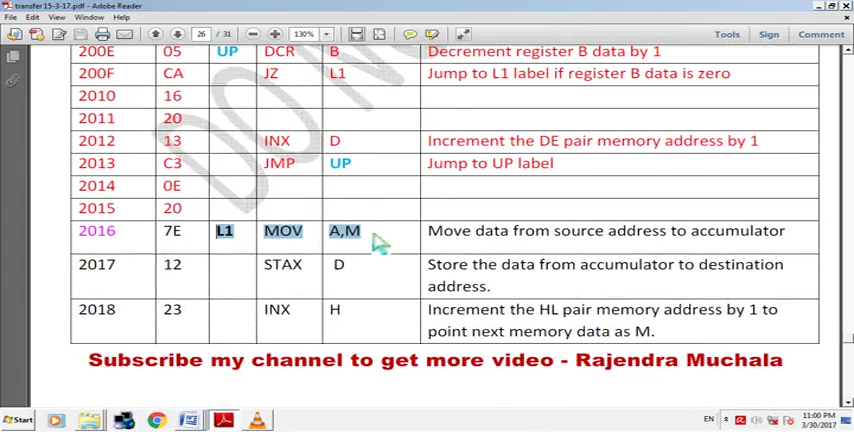 transfer 15-3-17.pdf - Adobe Reader
File Edit View Window Help
26 / 31 130% Tools Sign Comment
200E 05 UP DCR B Decrement register B data by 1
200F CA JZ L1 Jump to L1 label if register B data is zero
2010 16
2011 20
2012 13 INX D Increment the DE pair memory address by 1
2013 C3 JMP UP Jump to UP label
2014 0E
2015 20
2016 7E L1 MOV A,M Move data from source address to accumulator
2017 12 STAX D Store the data from accumulator to destination
address.
2018 23 INX H Increment the HL pair memory address by 1 to
point next memory data as M.
Subscribe my channel to get more video - Rajendra Muchala
Start EN 11:00 PM
3/30/2017